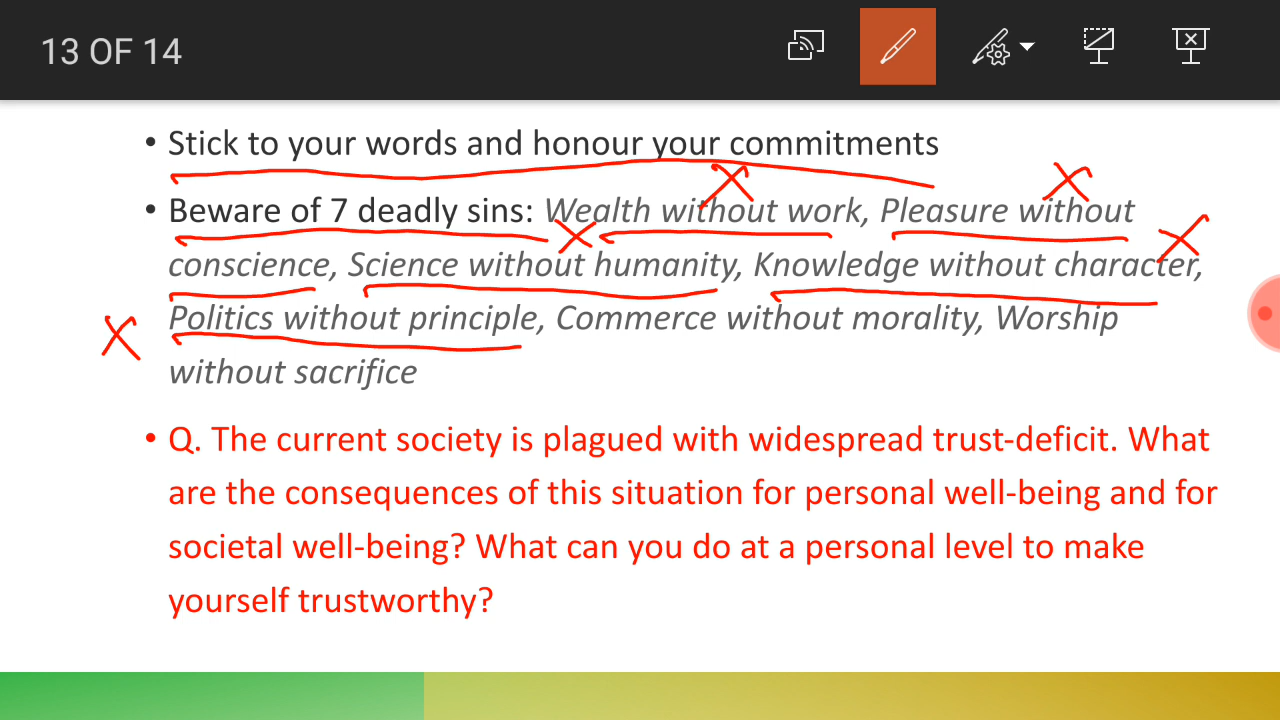 13 OF 14
• Stick to your words and honour your commitments
• Beware of 7 deadly sins: Wealth without work, Pleasure without
conscience, Science without humanity, Knowledge without character,
Politics without principle, Commerce without morality, Worship
without sacrifice
• Q. The current society is plagued with widespread trust-deficit. What
are the consequences of this situation for personal well-being and for
societal well-being? What can you do at a personal level to make
yourself trustworthy?